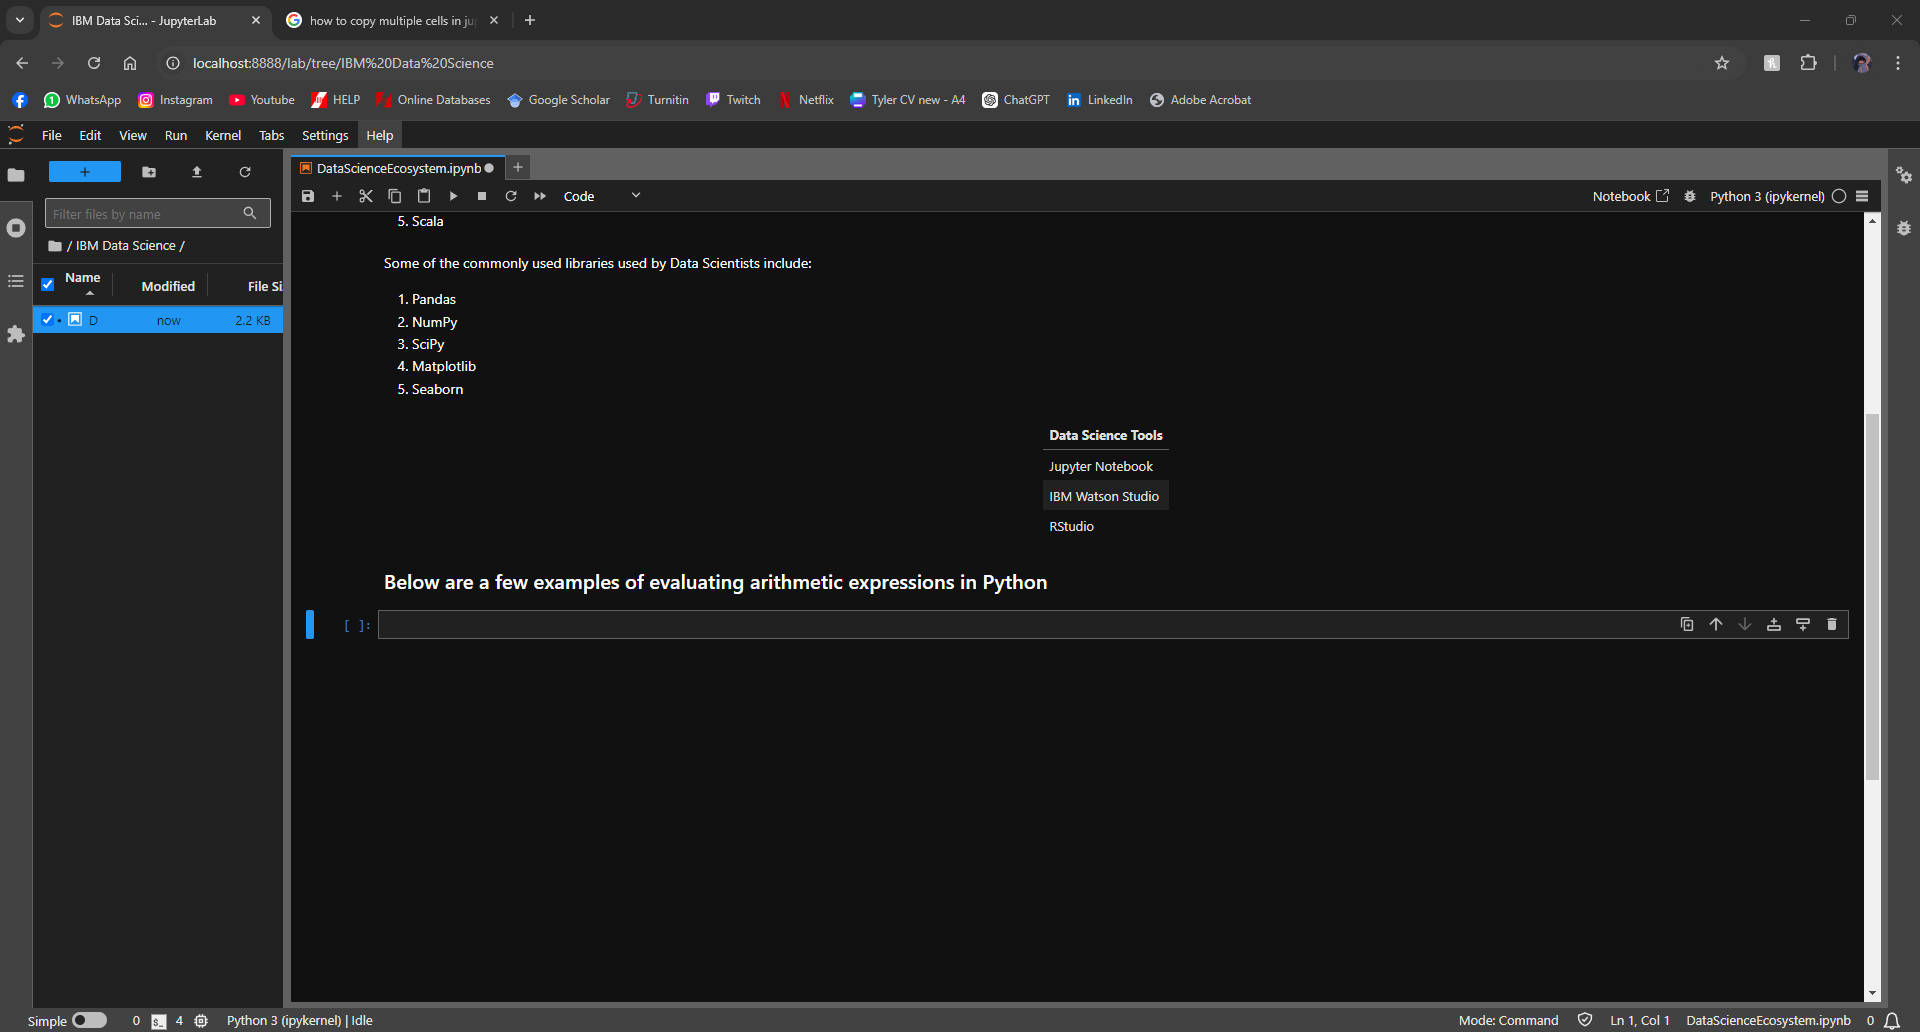 IBM Data Sci... - JupyterLab
how to copy multiple cells in ju
localhost:8888/lab/tree/IBM%20Data%20Science
WhatsApp
Instagram
Youtube
HELP
Online Databases
Google Scholar
Turnitin
Twitch
Netflix
Tyler CV new - A4
ChatGPT
LinkedIn
Adobe Acrobat
File Edit View Run Kernel Tabs Settings Help
DataScienceEcosystem.ipynb
Code
Notebook
Python 3 (ipykernel)
Filter files by name
/ IBM Data Science /
Name
Modified
File Si
D now 2.2 KB
5. Scala
Some of the commonly used libraries used by Data Scientists include:
1. Pandas
2. NumPy
3. SciPy
4. Matplotlib
5. Seaborn
Data Science Tools
Jupyter Notebook
IBM Watson Studio
RStudio
Below are a few examples of evaluating arithmetic expressions in Python
[ ]:
Simple 0 $_ 4 Python 3 (ipykernel) | Idle
Mode: Command Ln 1, Col 1 DataScienceEcosystem.ipynb 0